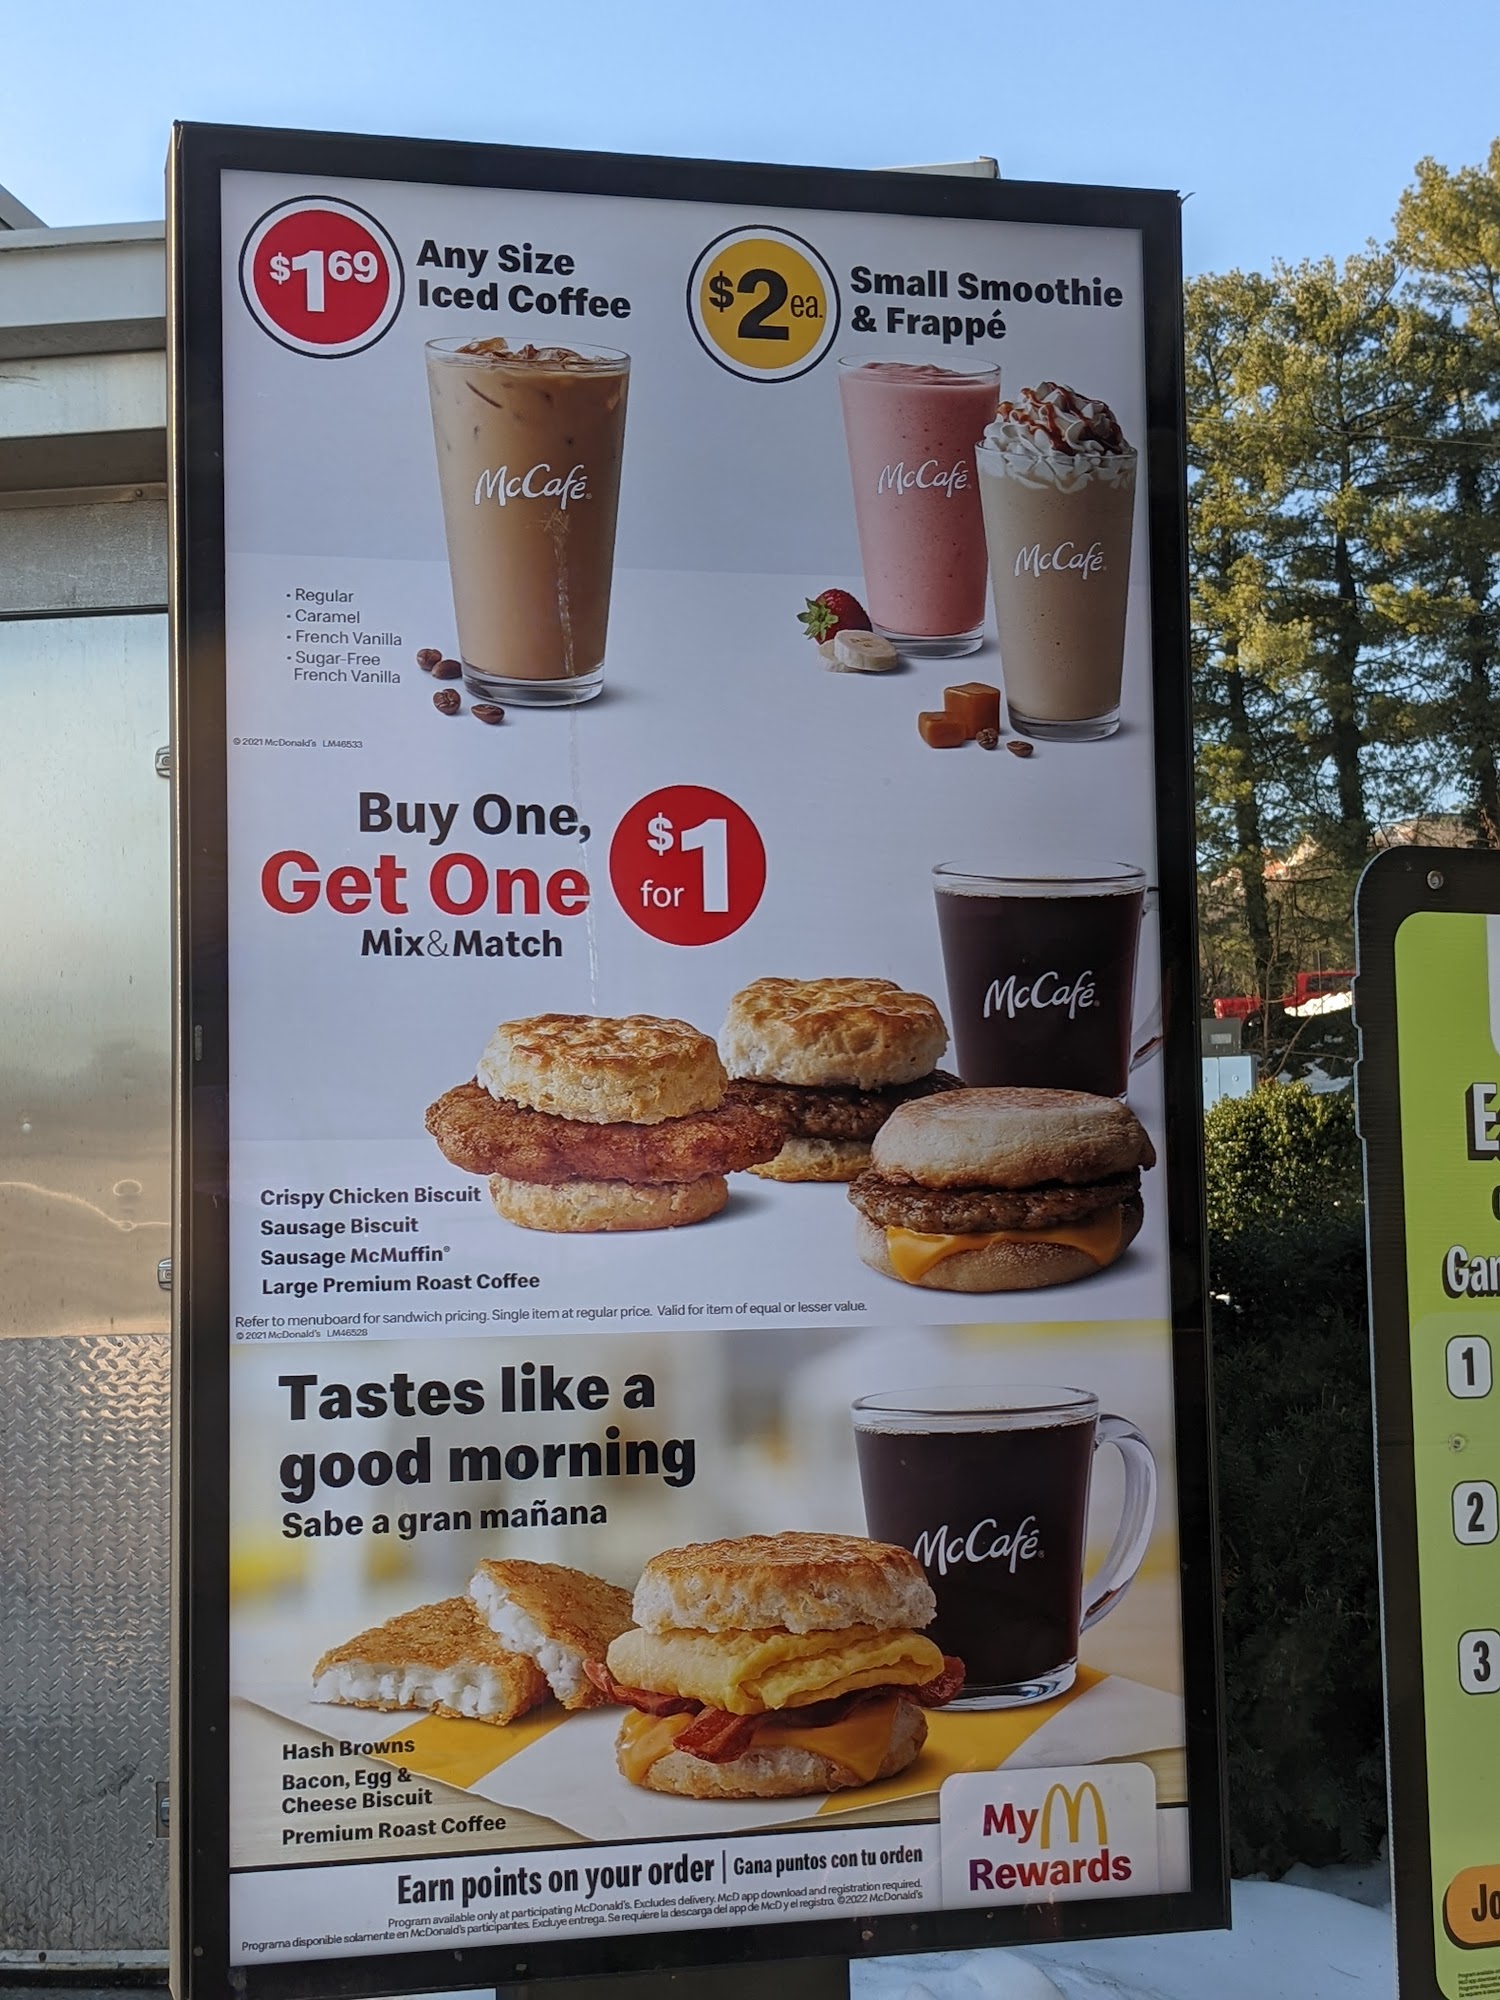 $1.69
Any Size
Iced Coffee
$2 ea.
Small Smoothie
& Frappé
McCafé
McCafé
McCafé
• Regular
• Caramel
• French Vanilla
• Sugar-Free
French Vanilla
© 2021 McDonald's LM46533
Buy One,
Get One
Mix&Match
for $1
McCafé
Crispy Chicken Biscuit
Sausage Biscuit
Sausage McMuffin®
Large Premium Roast Coffee
Refer to menuboard for sandwich pricing. Single item at regular price. Valid for item of equal or lesser value.
© 2021 McDonald's LM46528
Tastes like a
good morning
Sabe a gran mañana
McCafé
Hash Browns
Bacon, Egg &
Cheese Biscuit
Premium Roast Coffee
My
Rewards
Earn points on your order | Gana puntos con tu orden
Program available only at participating McDonald's. Excludes delivery. McD app download and registration required.
Programa disponible solamente en McDonald's participantes. Excluye entrega. Se requiere la descarga del app de McD y el registro. ©2022 McDonald's
1
2
3